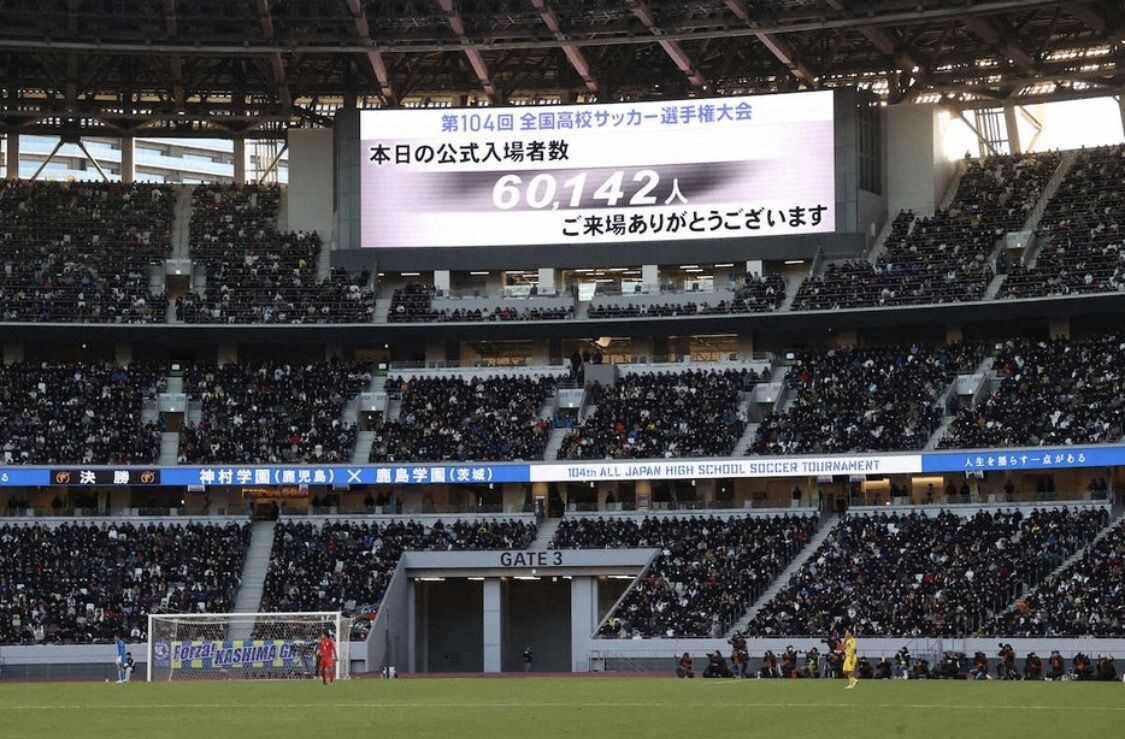 第104回 全国高校サッカー選手権大会
本日の公式入場者数
60,142人
ご来場ありがとうございます
る 決勝 神村学園(鹿児島) × 鹿島学園(茨城) 104th ALL JAPAN HIGH SCHOOL SOCCER TOURNAMENT 人生を揺らす一点がある
GATE 3
Forza! KASHIMA